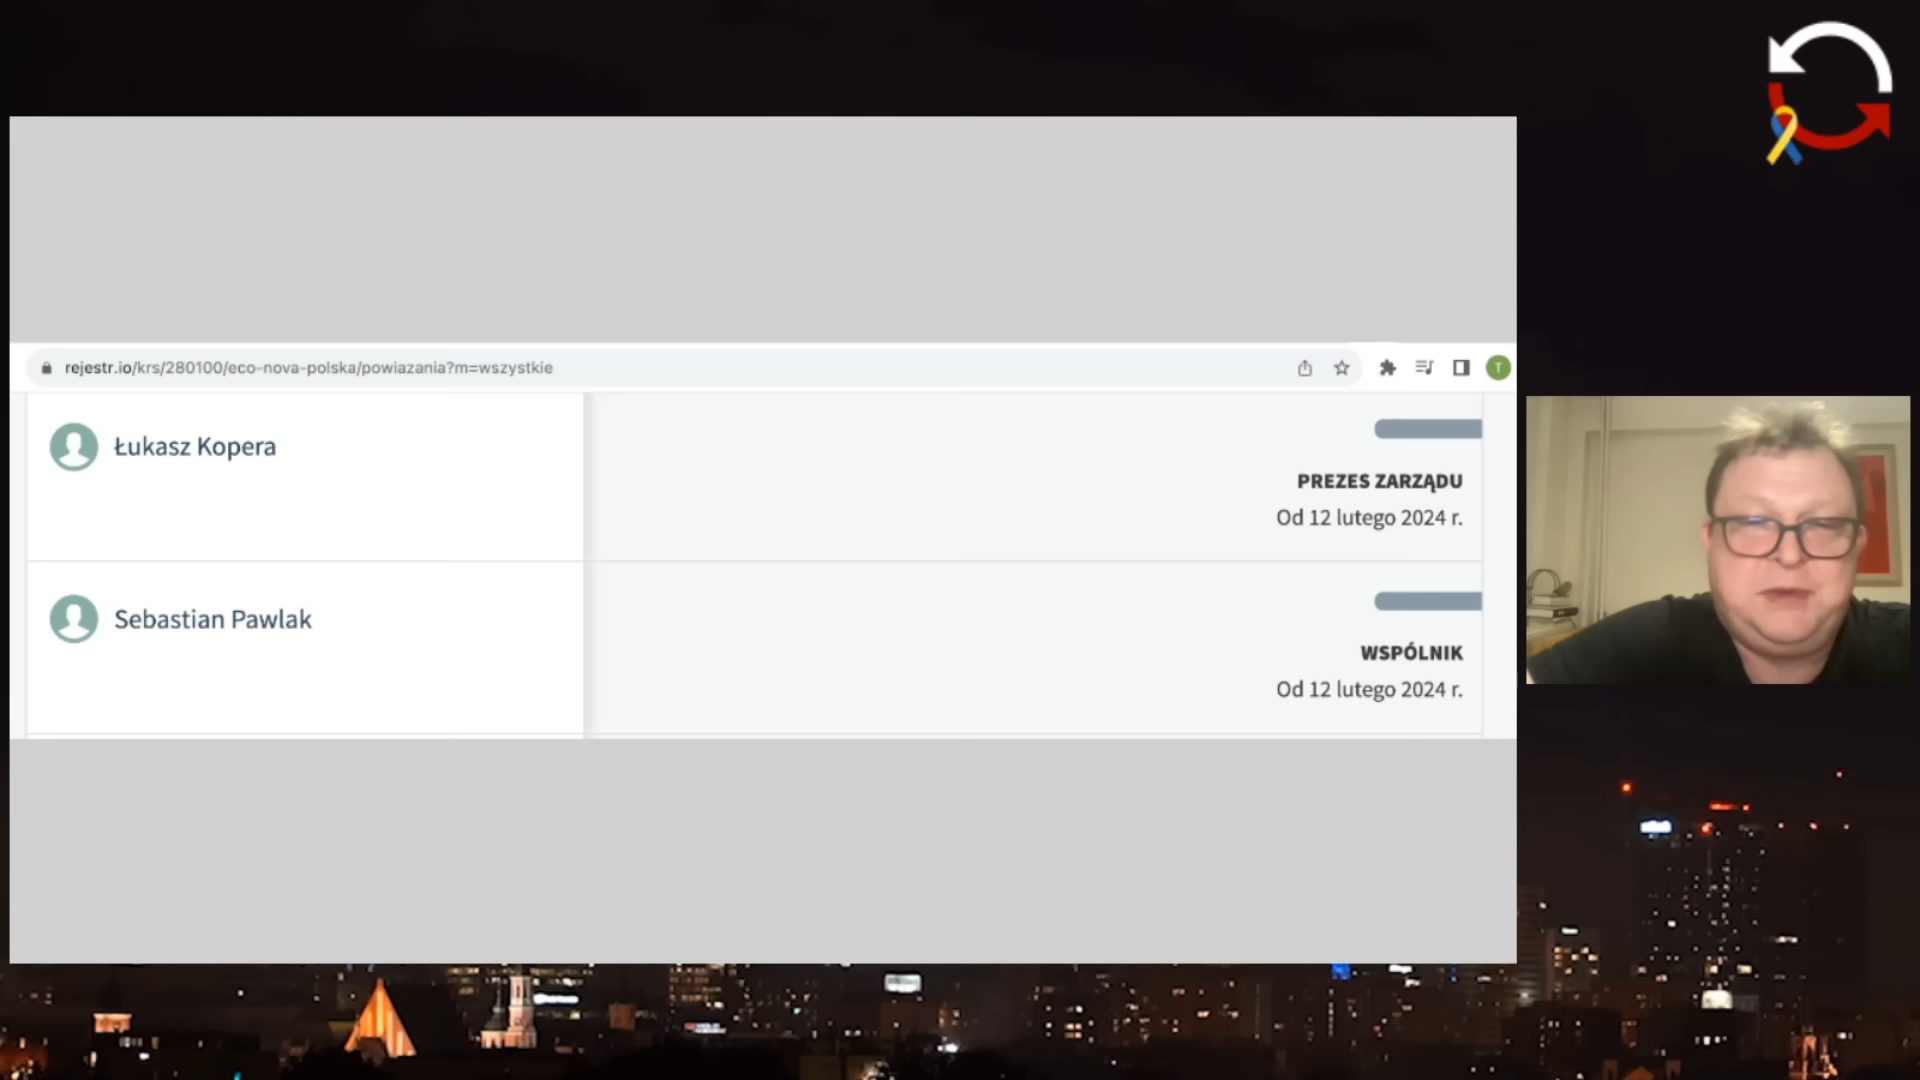 rejestr.io/krs/280100/eco-nova-polska/powiazania?m=wszystkie
T
Łukasz Kopera
PREZES ZARZĄDU
Od 12 lutego 2024 r.
Sebastian Pawlak
WSPÓLNIK
Od 12 lutego 2024 r.